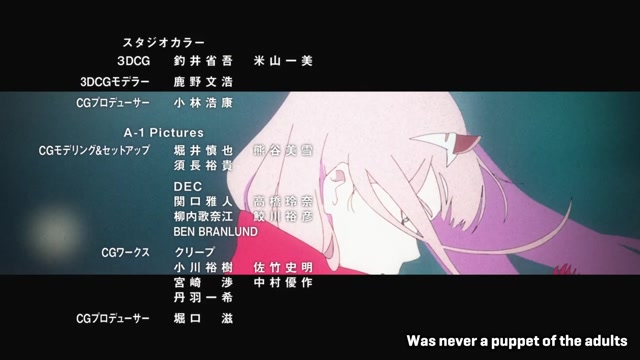 スタジオカラー
3DCG 釣井省吾 米山一美
3DCGモデラー 鹿野文浩
CGプロデューサー 小林浩康
A-1 Pictures
CGモデリング&セットアップ 堀井慎也 熊谷美雪
須長裕貴
DEC
関口雅人 高橋玲奈
柳内歌奈江 鮫川裕彦
BEN BRANLUND
CGワークス クリープ
小川裕樹 佐竹史明
宮崎渉 中村優作
丹羽一希
CGプロデューサー 堀口滋
Was never a puppet of the adults